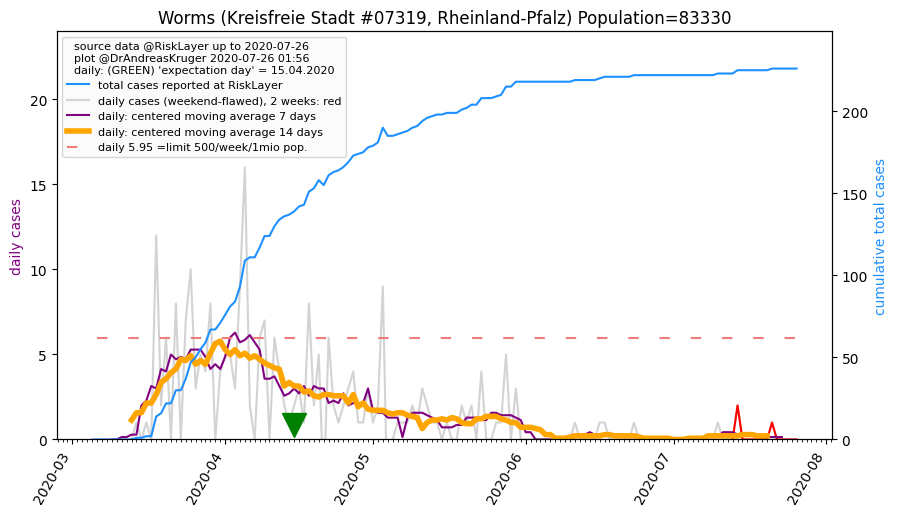 Worms (Kreisfreie Stadt #07319, Rheinland-Pfalz) Population=83330
source data @RiskLayer up to 2020-07-26
plot @DrAndreasKruger 2020-07-26 01:56
daily: (GREEN) 'expectation day' = 15.04.2020
total cases reported at RiskLayer
daily cases (weekend-flawed), 2 weeks: red
daily: centered moving average 7 days
daily: centered moving average 14 days
daily 5.95 =limit 500/week/1mio pop.
daily cases
20
15
10
5
0
cumulative total cases
200
150
100
50
0
2020-03
2020-04
2020-05
2020-06
2020-07
2020-08